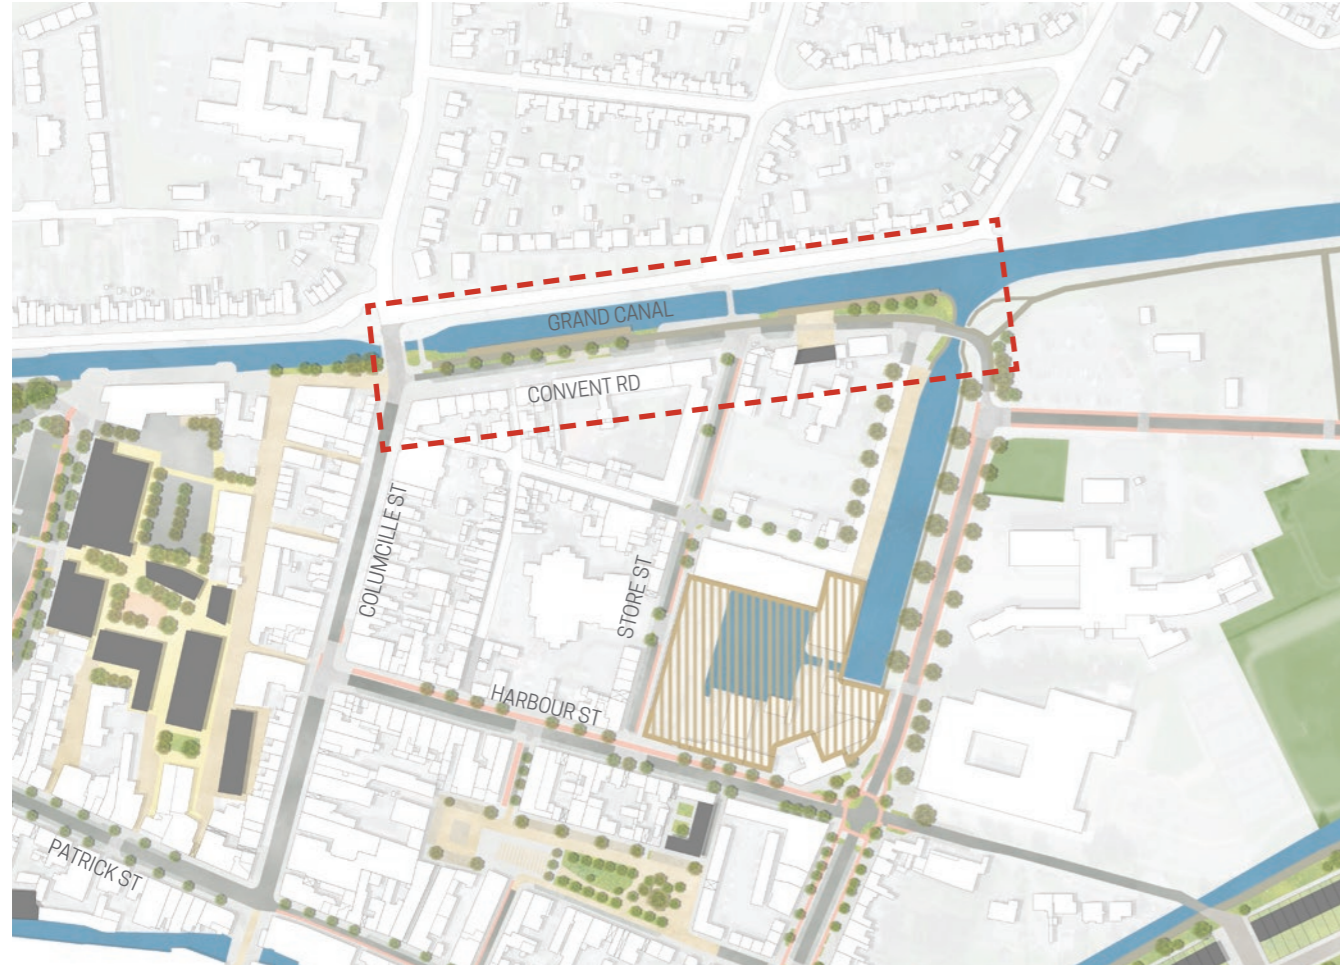 GRAND CANAL
CONVENT RD
COLUMCILLE ST
STORE ST
HARBOUR ST
PATRICK ST